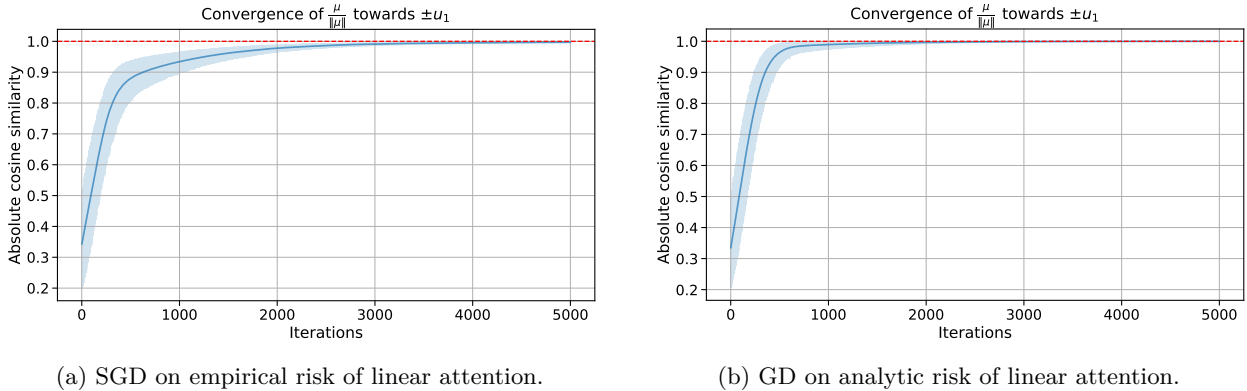 Convergence of μ/‖μ‖ towards ±u₁
Absolute cosine similarity
1.0
0.9
0.8
0.7
0.6
0.5
0.4
0.3
0.2
0 1000 2000 3000 4000 5000
Iterations
(a) SGD on empirical risk of linear attention.
Convergence of μ/‖μ‖ towards ±u₁
Absolute cosine similarity
1.0
0.9
0.8
0.7
0.6
0.5
0.4
0.3
0.2
0 1000 2000 3000 4000 5000
Iterations
(b) GD on analytic risk of linear attention.